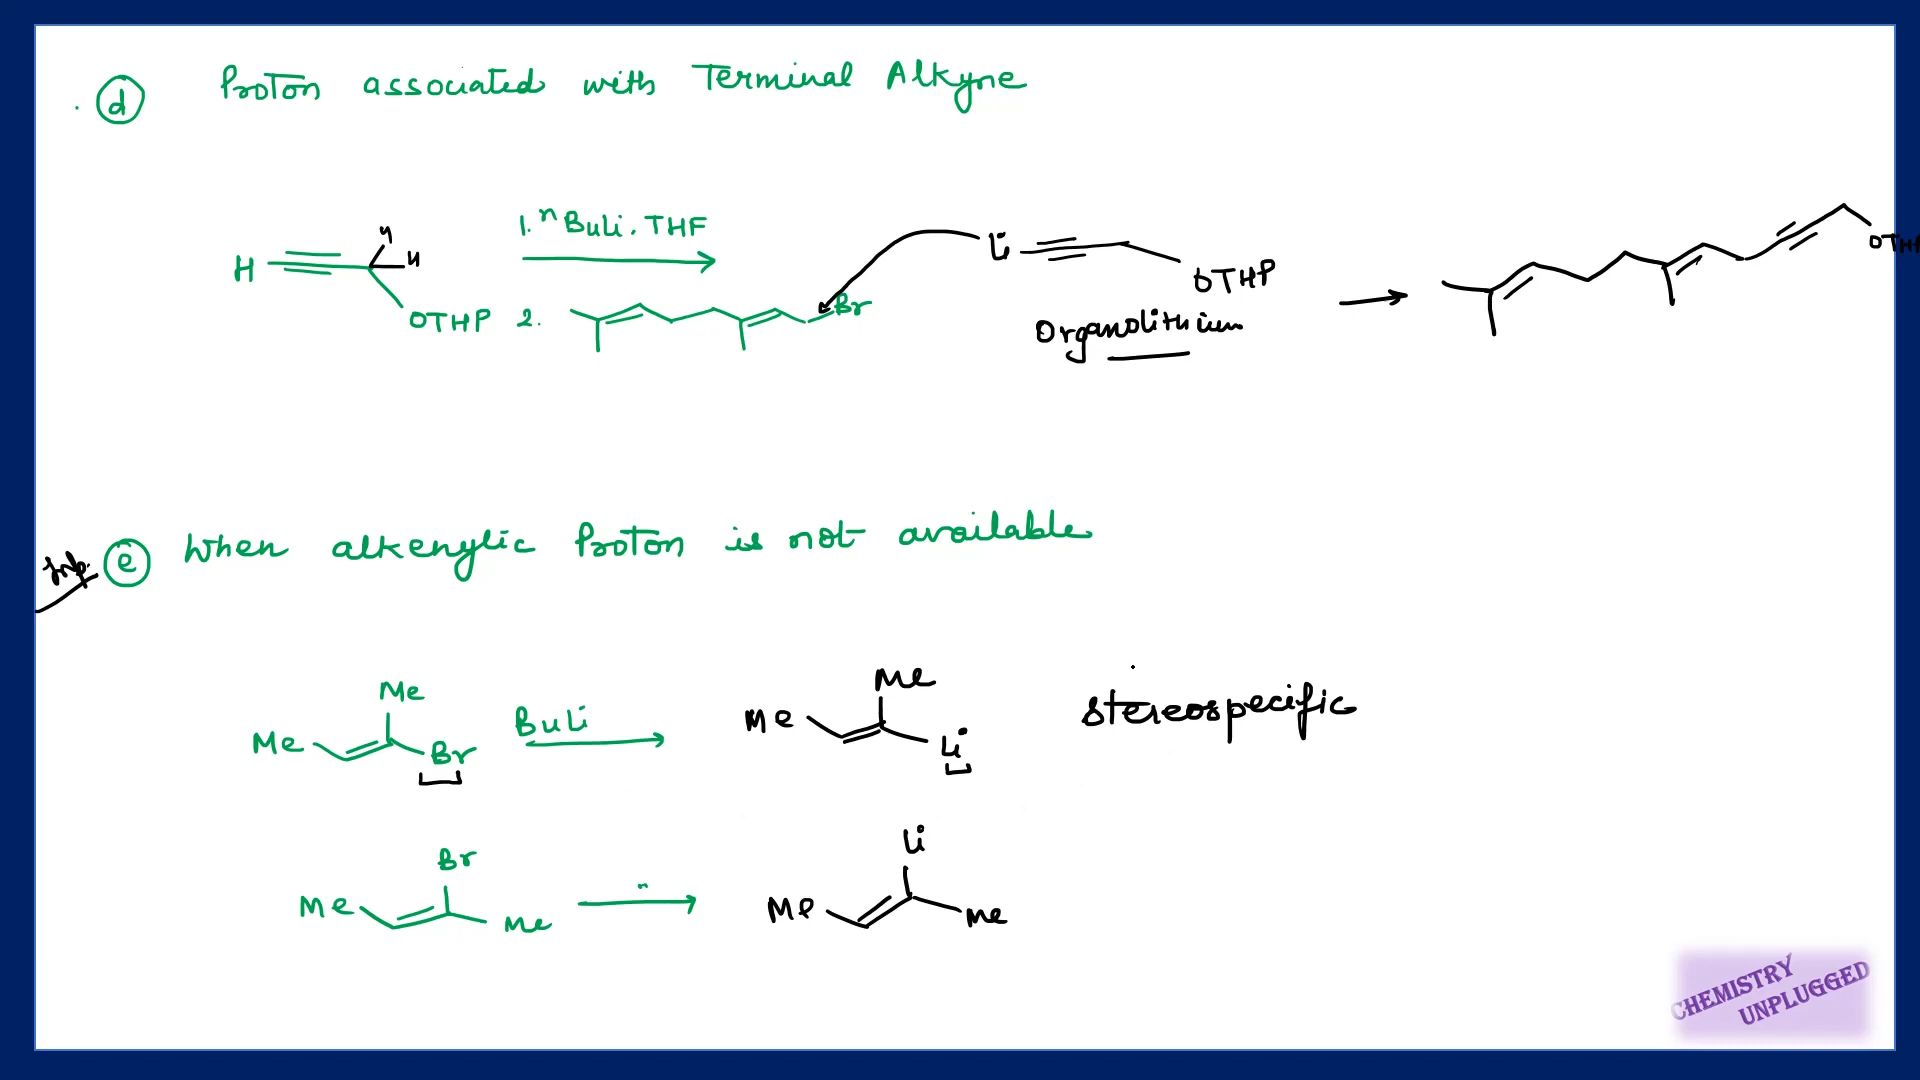 d Proton associated with Terminal Alkyne
1. nBuLi, THF
H H H OTHP
2. Br
Li OTHP
Organolithium
OTHP
Imp. e When alkenylic Proton is not available
Me Me Br
BuLi
Me Me Li
stereospecific
Me Br Me
"
Me Li Me
CHEMISTRY
UNPLUGGED